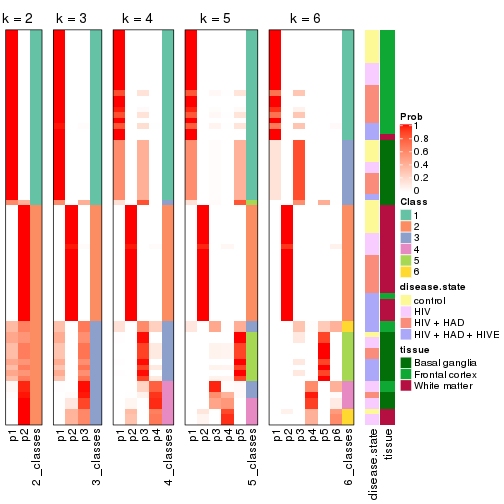 k = 2
k = 3
k = 4
k = 5
k = 6
p1
p2
2_classes
p1
p2
p3
3_classes
p1
p2
p3
p4
4_classes
p1
p2
p3
p4
p5
5_classes
p1
p2
p3
p4
p5
p6
6_classes
disease.state
tissue
Prob
1
0.8
0.6
0.4
0.2
0
Class
1
2
3
4
5
6
disease.state
control
HIV
HIV + HAD
HIV + HAD + HIVE
tissue
Basal ganglia
Frontal cortex
White matter